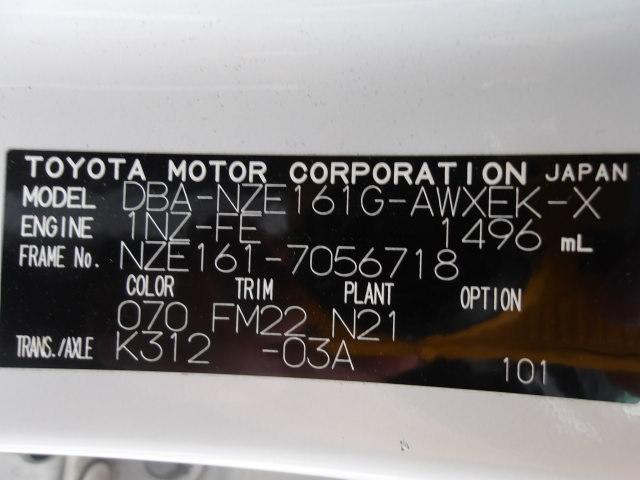 TOYOTA MOTOR CORPORATION JAPAN
MODEL DBA-NZE161G-AWXEK-X
ENGINE 1NZ-FE 1496 mL
FRAME No. NZE161-7056718
COLOR TRIM PLANT OPTION
070 FM22 N21
TRANS./AXLE K312 -03A
101